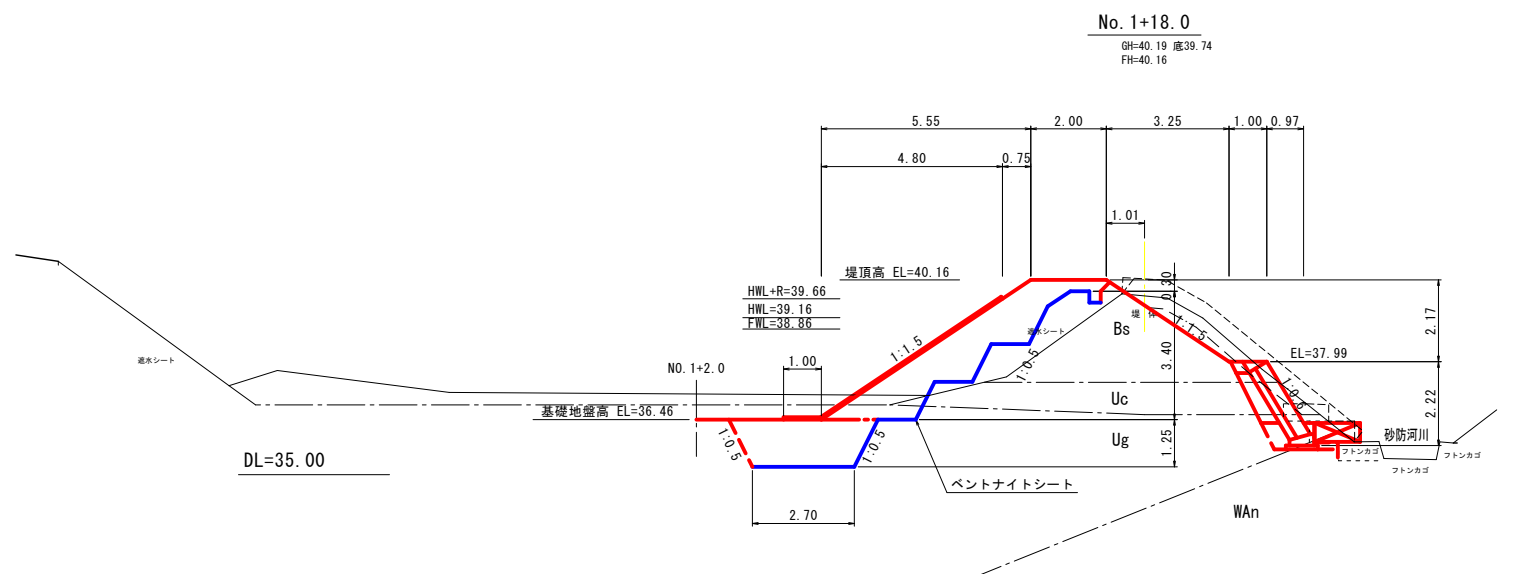 No.1+18.0
GH=40.19 底39.74
FH=40.16
5.55
2.00
3.25
1.00
0.97
4.80
0.75
1.01
堤頂高 EL=40.16
0.30
HWL+R=39.66
HWL=39.16
FWL=38.86
1:1.5
遮水シート
1:0.5
堤 体
Bs
1:1.5
3.40
2.17
EL=37.99
遮水シート
NO.1+2.0
1.00
1:0.5
2.22
Uc
基礎地盤高 EL=36.46
Ug
1.25
砂防河川
フトンカゴ
フトンカゴ
フトンカゴ
1:0.5
1:0.5
DL=35.00
ベントナイトシート
2.70
WAn